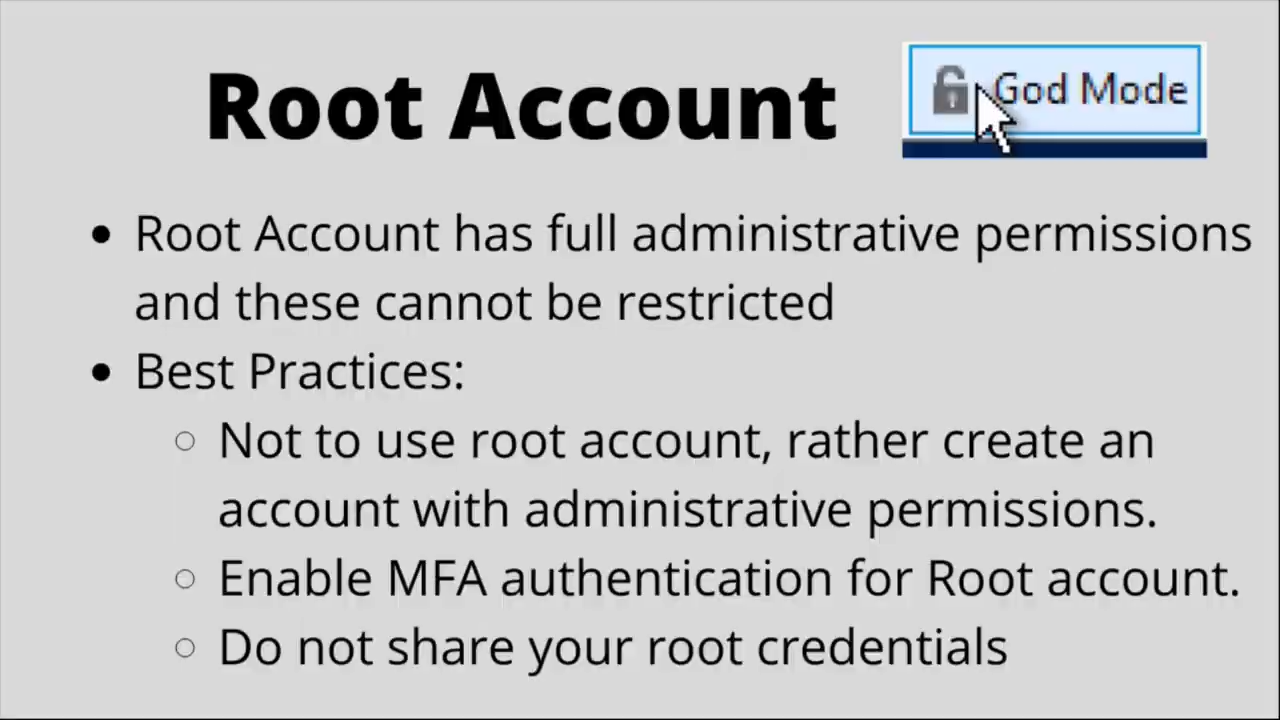 Root Account
God Mode
• Root Account has full administrative permissions
and these cannot be restricted
• Best Practices:
○ Not to use root account, rather create an
account with administrative permissions.
○ Enable MFA authentication for Root account.
○ Do not share your root credentials